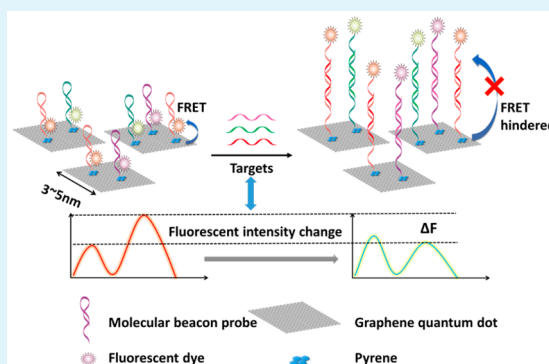 FRET
FRET
hindered
Targets
3~5nm
Fluorescent intensity change
ΔF
Molecular beacon probe
Graphene quantum dot
Fluorescent dye
Pyrene